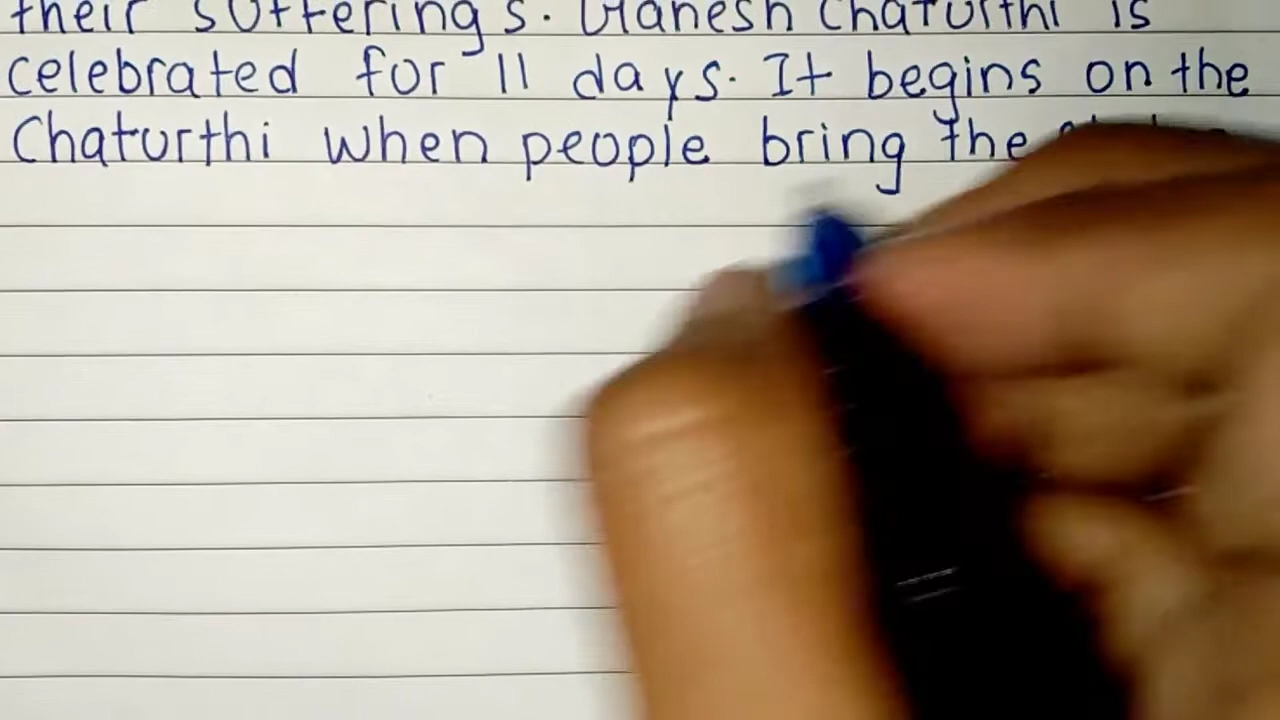 their sufferings. Ganesh Chaturthi is
celebrated for 11 days. It begins on the
Chaturthi when people bring the